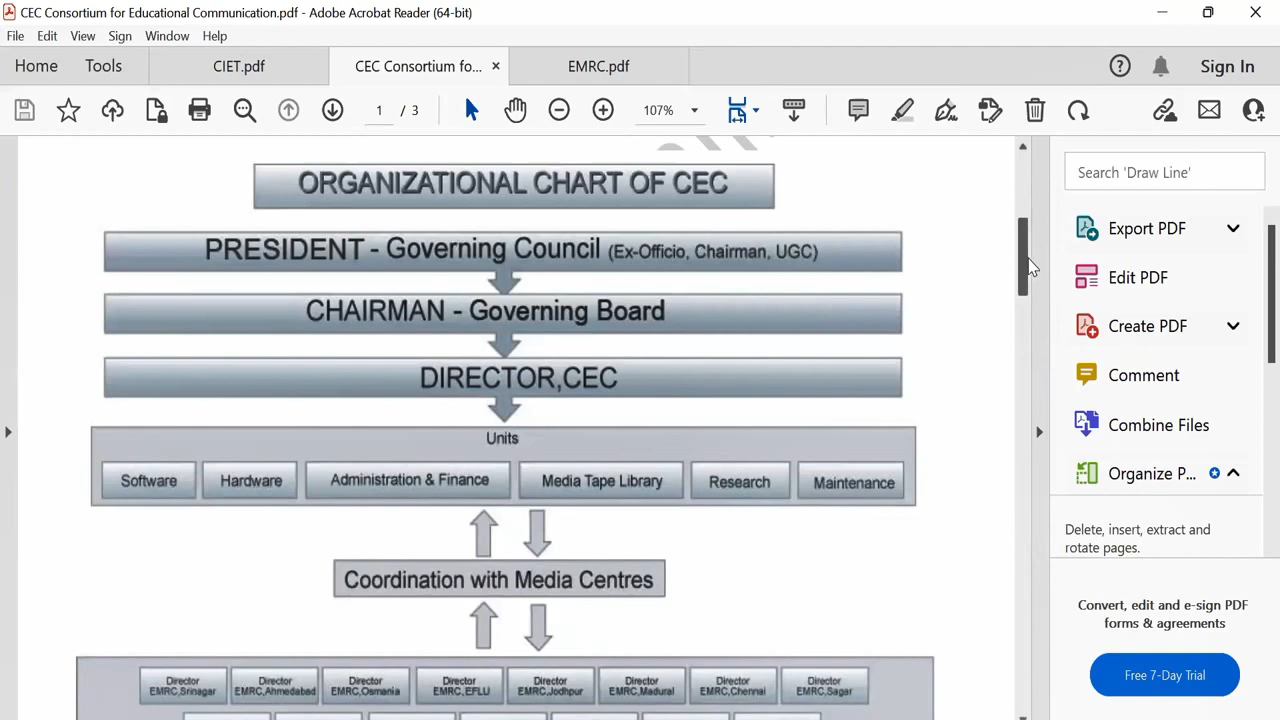 CEC Consortium for Educational Communication.pdf - Adobe Acrobat Reader (64-bit)
File Edit View Sign Window Help
Home Tools CIET.pdf CEC Consortium fo... × EMRC.pdf Sign In
1 / 3 107%
ORGANIZATIONAL CHART OF CEC
PRESIDENT - Governing Council (Ex-Officio, Chairman, UGC)
CHAIRMAN - Governing Board
DIRECTOR,CEC
Units
Software Hardware Administration & Finance Media Tape Library Research Maintenance
Coordination with Media Centres
Director Director Director Director Director Director Director Director
EMRC,Srinagar EMRC,Ahmedabad EMRC,Osmania EMRC,EFLU EMRC,Jodhpur EMRC,Madurai EMRC,Chennai EMRC,Sagar
Search 'Draw Line'
Export PDF
Edit PDF
Create PDF
Comment
Combine Files
Organize P...
Delete, insert, extract and
rotate pages.
Convert, edit and e-sign PDF
forms & agreements
Free 7-Day Trial